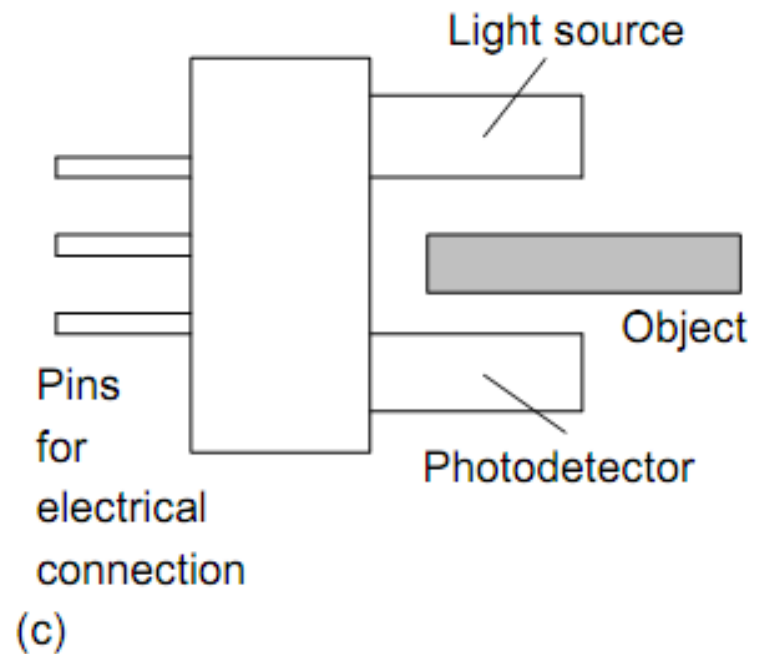 Light source
Object
Pins
for
electrical
connection
Photodetector
(c)